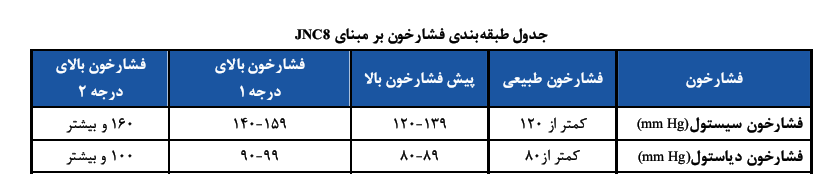 جدول طبقه‌بندی فشارخون بر مبنای JNC8
فشارخون فشارخون طبیعی پیش فشارخون بالا فشارخون بالای درجه ۱ فشارخون بالای درجه ۲
فشارخون سیستول(mm Hg) کمتر از ۱۲۰ ۱۲۰-۱۳۹ ۱۴۰-۱۵۹ ۱۶۰ و بیشتر
فشارخون دیاستول(mm Hg) کمتر از۸۰ ۸۰-۸۹ ۹۰-۹۹ ۱۰۰ و بیشتر